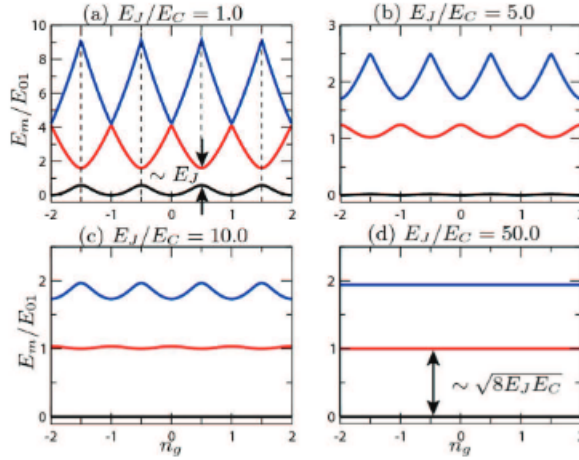 (a) E_J/E_C = 1.0
(b) E_J/E_C = 5.0
E_m/E_01
10
8
6
4
2
0
~ E_J
-2 -1 0 1 2
3
2
1
0
-2 -1 0 1 2
(c) E_J/E_C = 10.0
(d) E_J/E_C = 50.0
E_m/E_01
2
1
0
-2 -1 0 1 2
n_g
2
1
0
~ √8E_JE_C
-2 -1 0 1 2
n_g